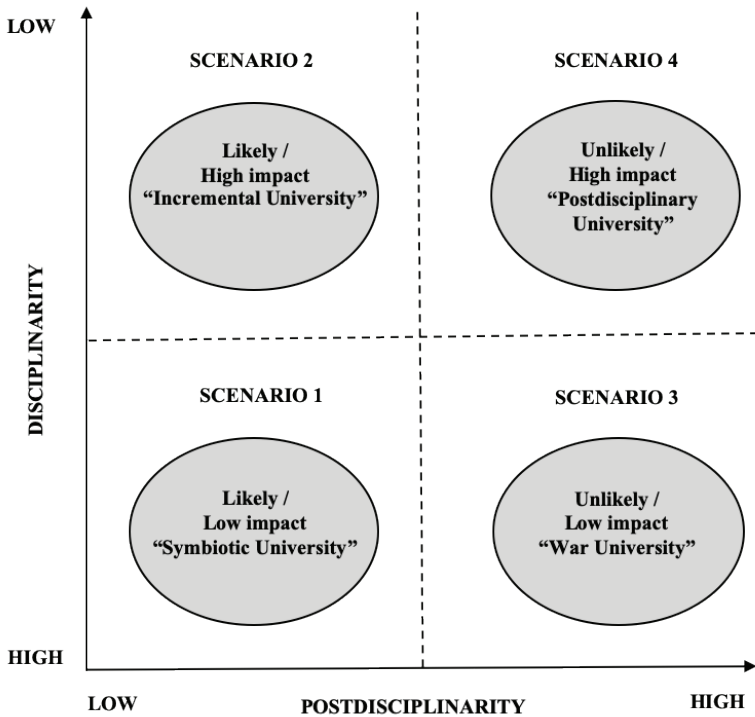 LOW
SCENARIO 2
SCENARIO 4
Likely /
High impact
“Incremental University”
Unlikely /
High impact
“Postdisciplinary
University”
DISCIPLINARITY
SCENARIO 1
SCENARIO 3
Likely /
Low impact
“Symbiotic University”
Unlikely /
Low impact
“War University”
HIGH
LOW
POSTDISCIPLINARITY
HIGH